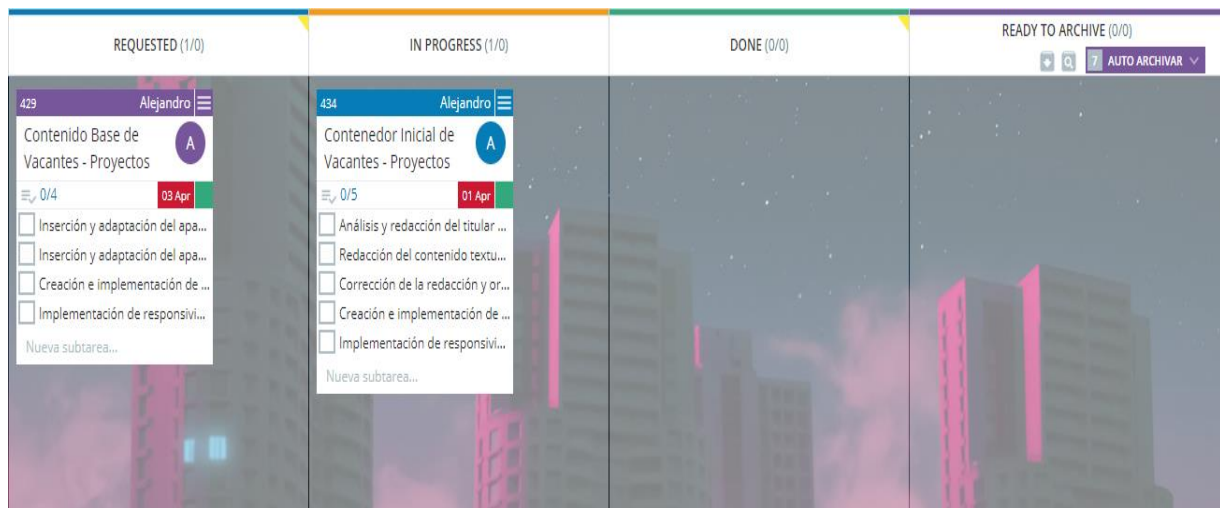 REQUESTED (1/0)
IN PROGRESS (1/0)
DONE (0/0)
READY TO ARCHIVE (0/0)
7 AUTO ARCHIVAR
429 Alejandro
Contenido Base de
Vacantes - Proyectos
A
0/4 03 Apr
Inserción y adaptación del apa...
Inserción y adaptación del apa...
Creación e implementación de ...
Implementación de responsivi...
Nueva subtarea...
434 Alejandro
Contenedor Inicial de
Vacantes - Proyectos
A
0/5 01 Apr
Análisis y redacción del titular ...
Redacción del contenido textu...
Corrección de la redacción y or...
Creación e implementación de ...
Implementación de responsivi...
Nueva subtarea...